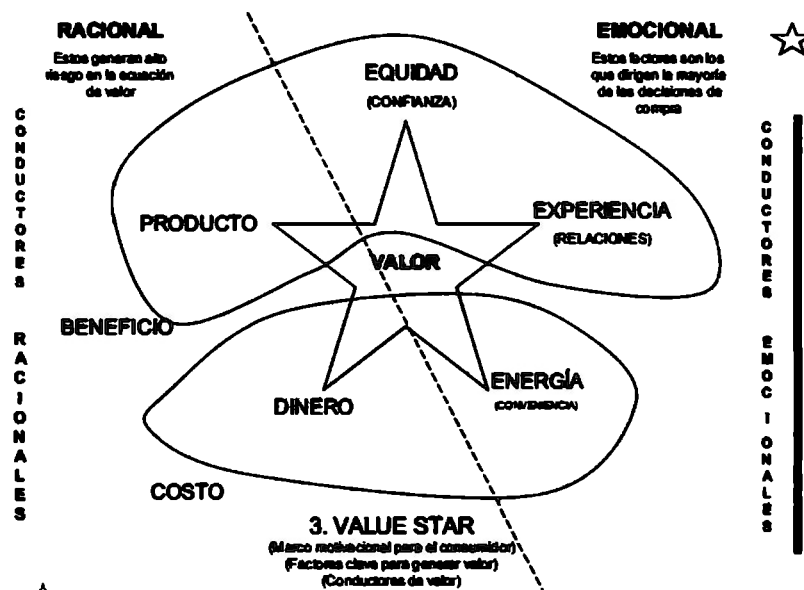 RACIONAL
Estos generan alto
riesgo en la ecuación
de valor
EMOCIONAL
Estos factores son los
que dirigen la mayoría
de las decisiones de
compra
EQUIDAD
(CONFIANZA)
CONDUCTORES RACIONALES
CONDUCTORES EMOCIONALES
PRODUCTO
EXPERIENCIA
(RELACIONES)
VALOR
BENEFICIO
DINERO
ENERGÍA
(CONVENIENCIA)
COSTO
3. VALUE STAR
(Marco motivacional para el consumidor)
(Factores clave para generar valor)
(Conductores de valor)